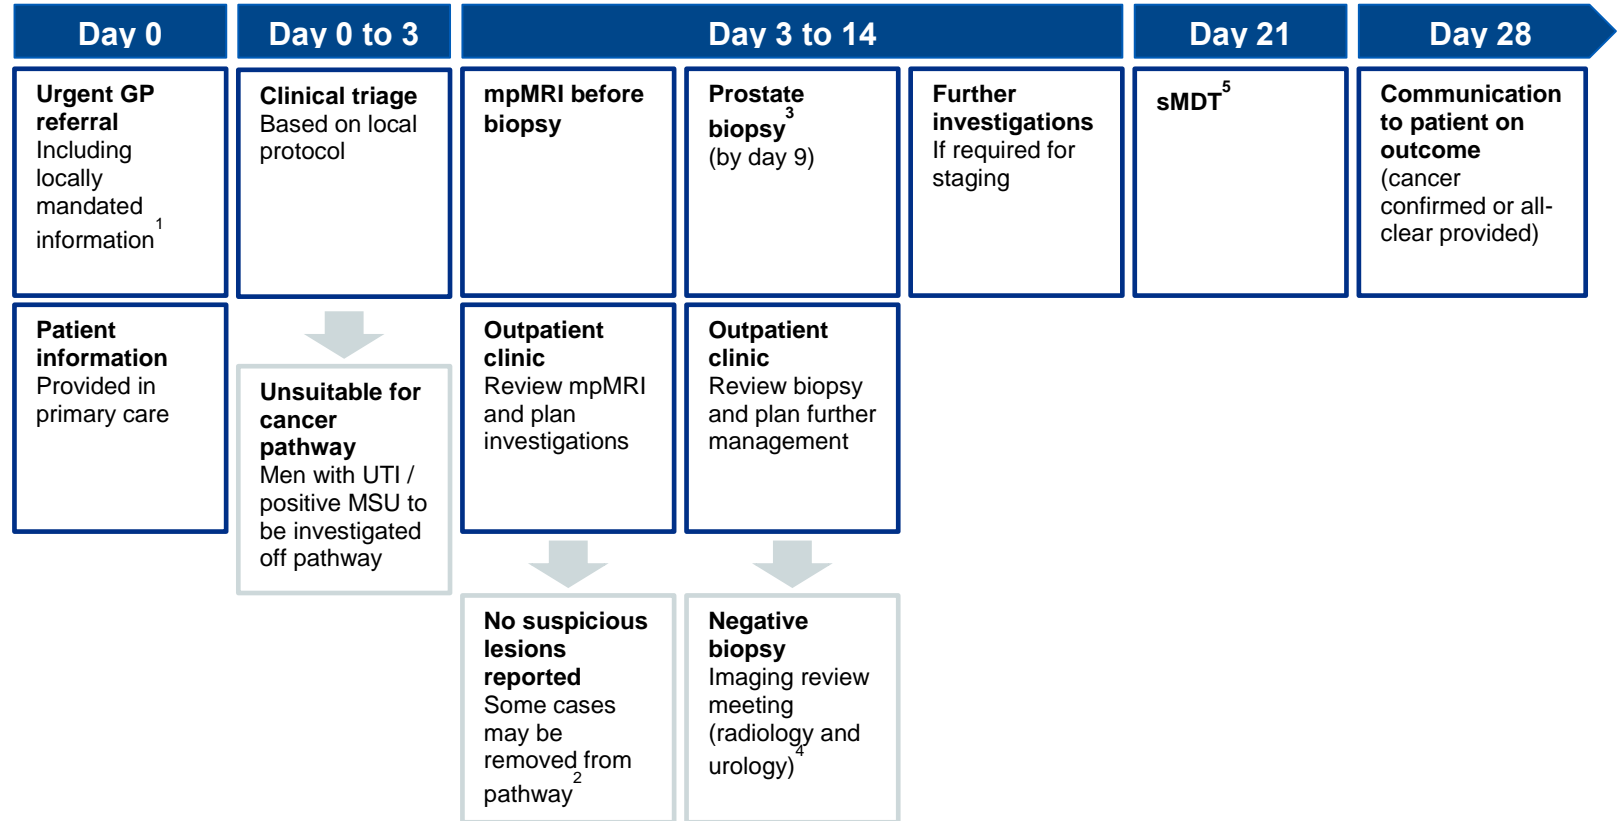 Day 0
Day 0 to 3
Day 3 to 14
Day 21
Day 28
Urgent GP
referral
Including
locally
mandated
information1
Clinical triage
Based on local
protocol
mpMRI before
biopsy
Prostate
biopsy3
(by day 9)
Further
investigations
If required for
staging
sMDT5
Communication
to patient on
outcome
(cancer
confirmed or all-
clear provided)
Patient
information
Provided in
primary care
Unsuitable for
cancer
pathway
Men with UTI /
positive MSU to
be investigated
off pathway
Outpatient
clinic
Review mpMRI
and plan
investigations
Outpatient
clinic
Review biopsy
and plan further
management
No suspicious
lesions
reported
Some cases
may be
removed from
pathway2
Negative
biopsy
Imaging review
meeting
(radiology and
urology)4